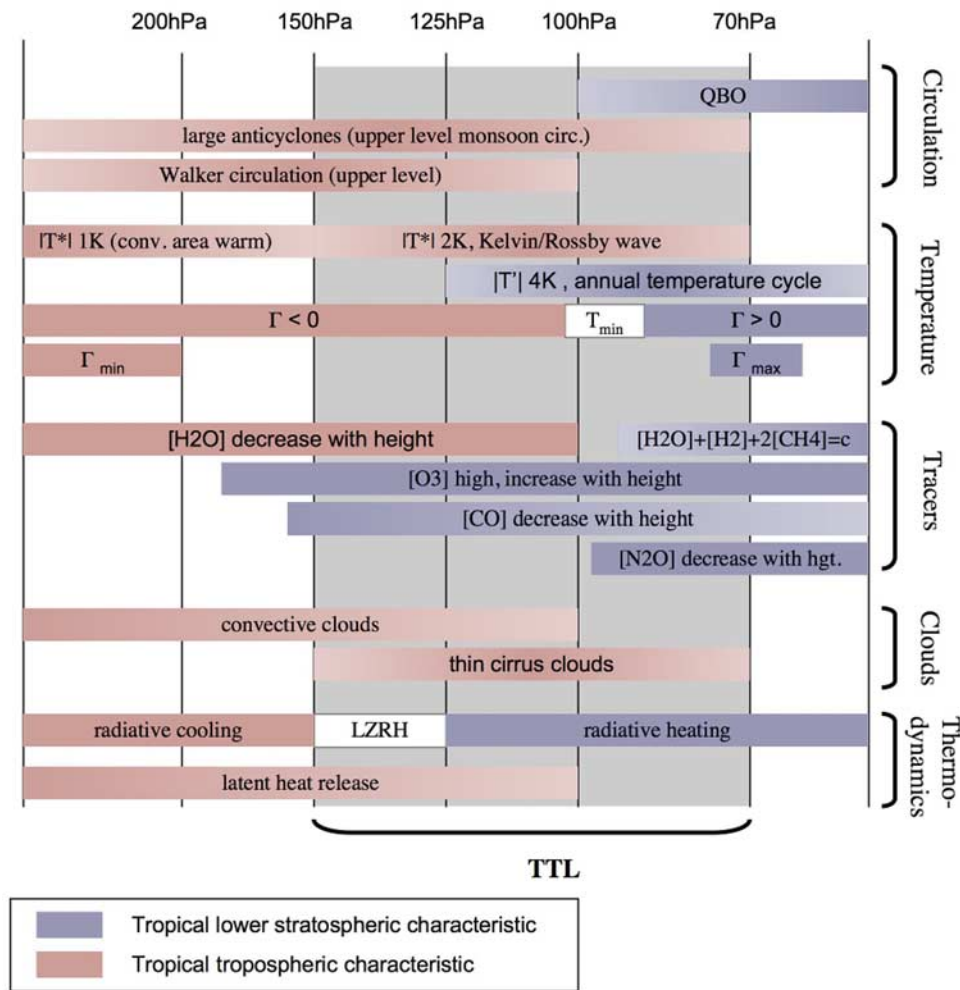 200hPa 150hPa 125hPa 100hPa 70hPa
QBO
large anticyclones (upper level monsoon circ.)
Walker circulation (upper level)
Circulation
|T*| 1K (conv. area warm) |T*| 2K, Kelvin/Rossby wave
|T'| 4K , annual temperature cycle
Γ < 0 Tmin Γ > 0
Γ min Γ max
Temperature
[H2O] decrease with height [H2O]+[H2]+2[CH4]=c
[O3] high, increase with height
[CO] decrease with height
[N2O] decrease with hgt.
Tracers
convective clouds
thin cirrus clouds
Clouds
radiative cooling LZRH radiative heating
latent heat release
Thermo-
dynamics
TTL
Tropical lower stratospheric characteristic
Tropical tropospheric characteristic